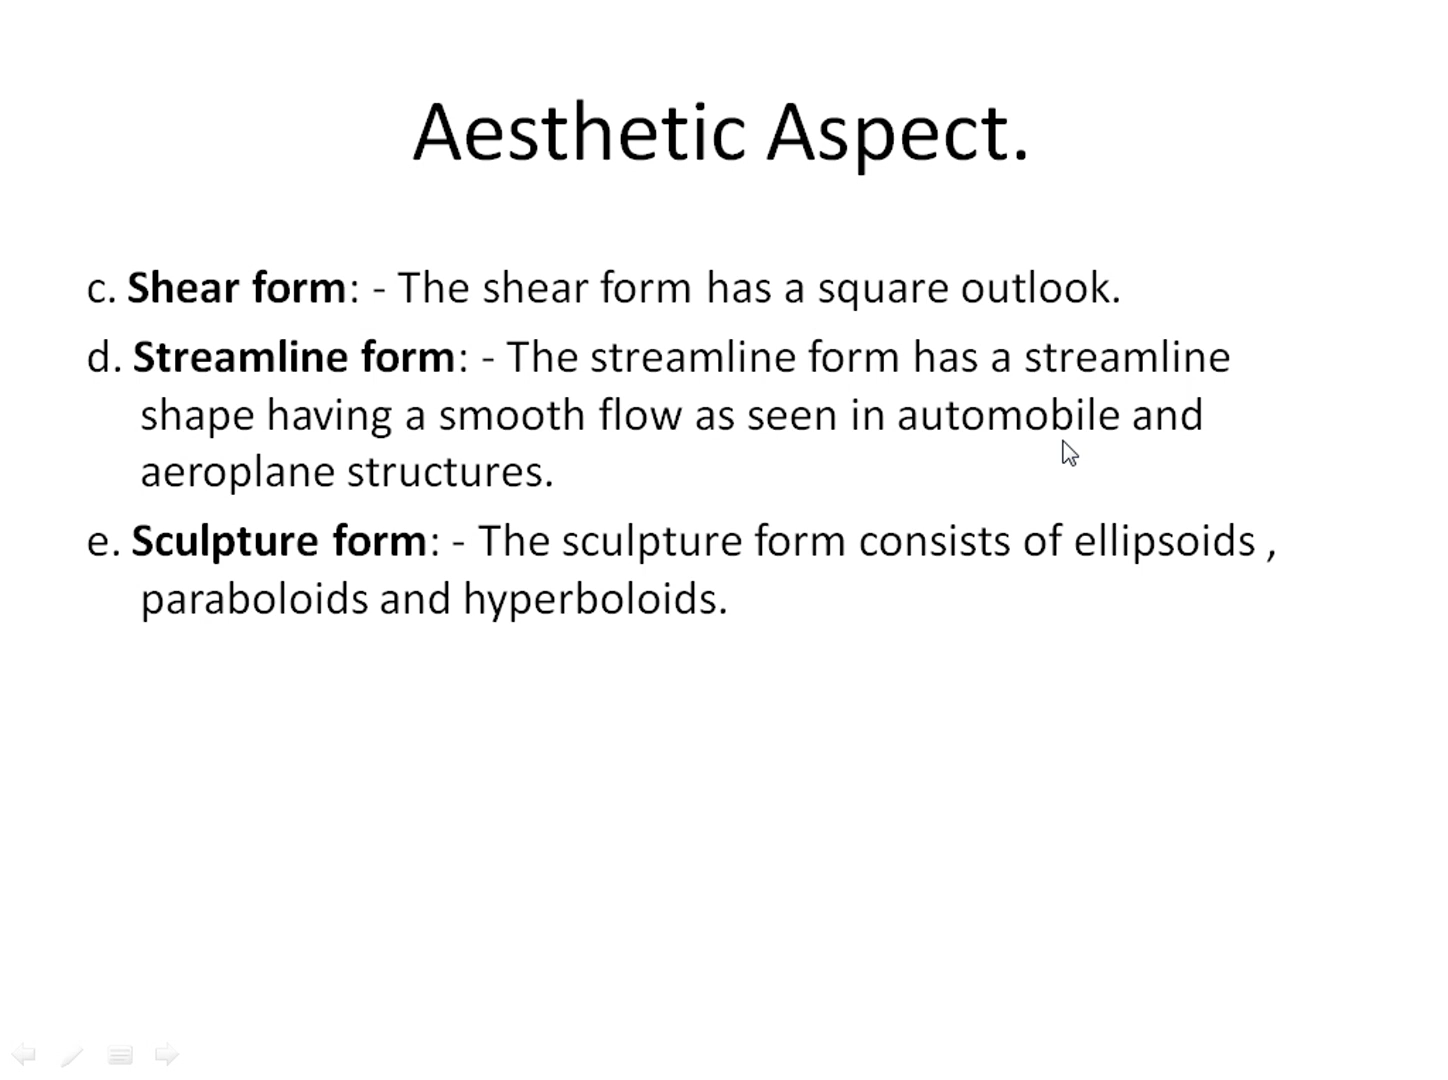 Aesthetic Aspect.
c. Shear form: - The shear form has a square outlook.
d. Streamline form: - The streamline form has a streamline
shape having a smooth flow as seen in automobile and
aeroplane structures.
e. Sculpture form: - The sculpture form consists of ellipsoids ,
paraboloids and hyperboloids.